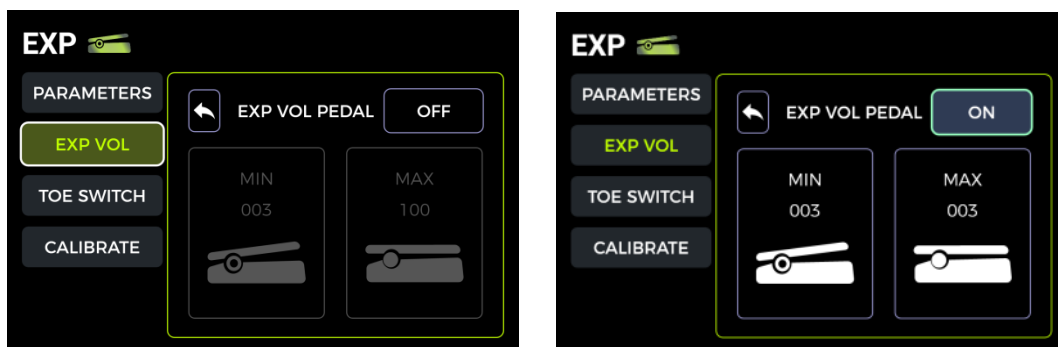 EXP
PARAMETERS
EXP VOL
TOE SWITCH
CALIBRATE
EXP VOL PEDAL OFF
MIN MAX
003 100
EXP
PARAMETERS
EXP VOL
TOE SWITCH
CALIBRATE
EXP VOL PEDAL ON
MIN MAX
003 003